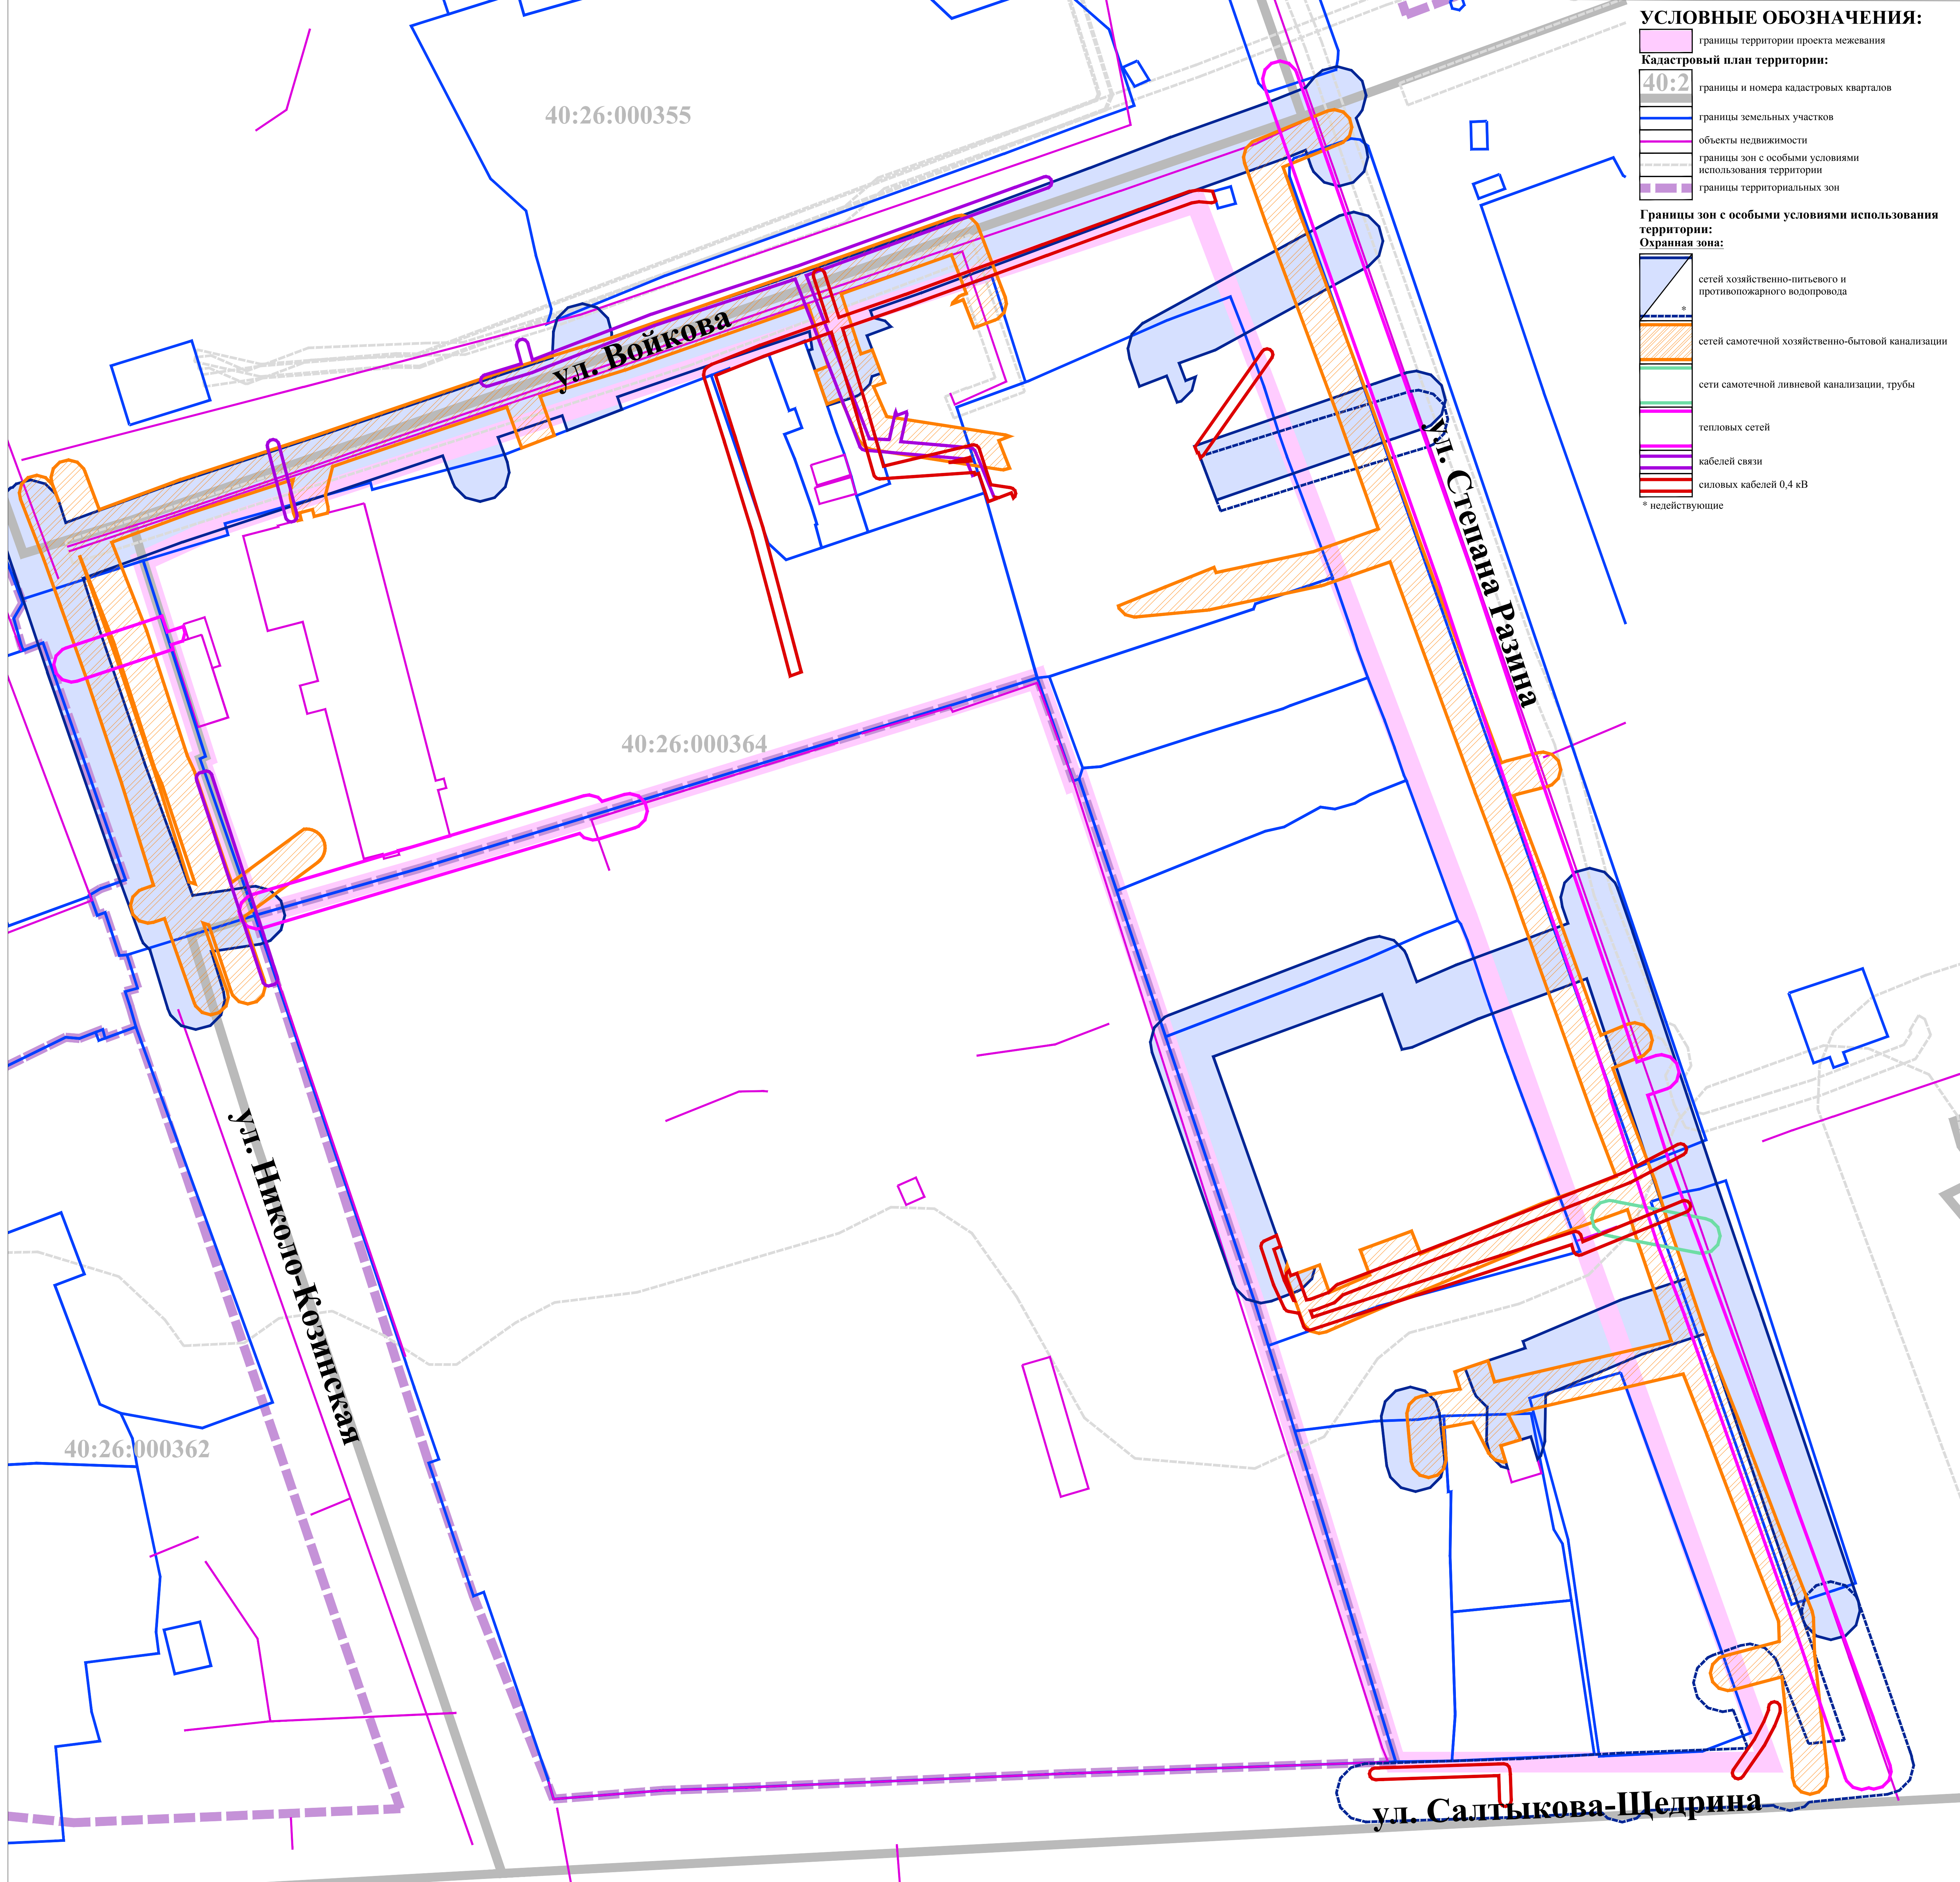 УСЛОВНЫЕ ОБОЗНАЧЕНИЯ:
границы территории проекта межевания
Кадастровый план территории:
40:2
границы и номера кадастровых кварталов
границы земельных участков
объекты недвижимости
границы зон с особыми условиями
использования территории
границы территориальных зон
Границы зон с особыми условиями использования
территории:
Охранная зона:
сетей хозяйственно-питьевого и
противопожарного водопровода
*
сетей самотечной хозяйственно-бытовой канализации
сети самотечной ливневой канализации, трубы
тепловых сетей
кабелей связи
силовых кабелей 0,4 кВ
* недействующие
40:26:000355
ул. Войкова
ул. Степана Разина
40:26:000364
ул. Николо-Козинская
40:26:000362
ул. Салтыкова-Щедрина